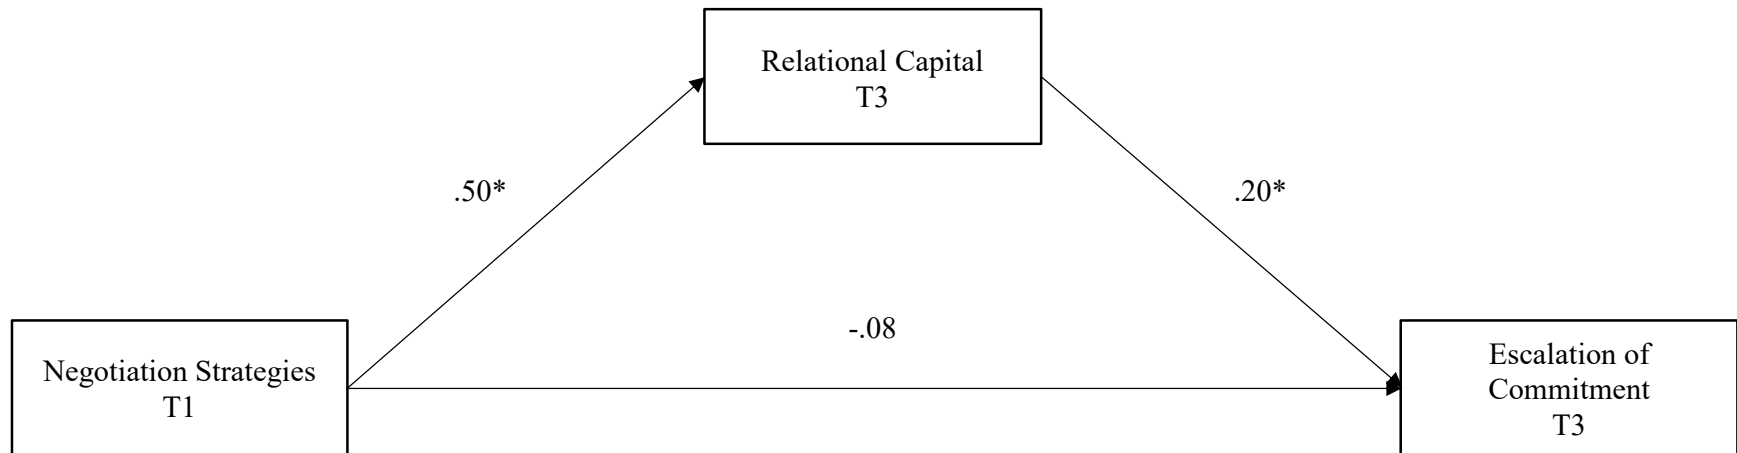 Relational Capital
T3
.50*
.20*
-.08
Negotiation Strategies
T1
Escalation of
Commitment
T3